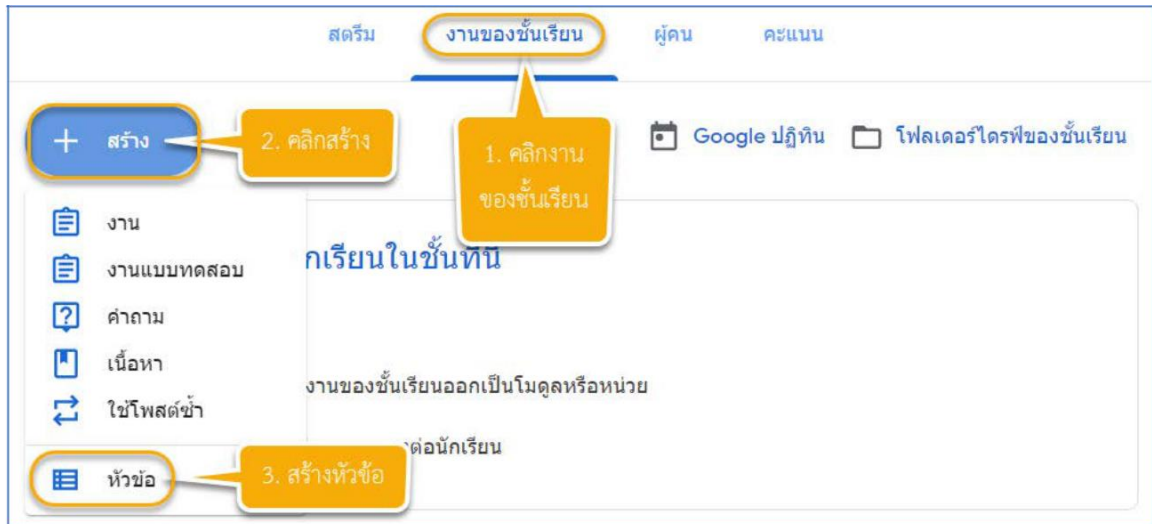 สตรีม งานของชั้นเรียน ผู้คน คะแนน
+ สร้าง
2. คลิกสร้าง
1. คลิกงาน
ของชั้นเรียน
Google ปฏิทิน โฟลเดอร์ไดรฟ์ของชั้นเรียน
งาน
งานแบบทดสอบ
คำถาม
เนื้อหา
ใช้โพสต์ซ้ำ
หัวข้อ
3. สร้างหัวข้อ
กเรียนในชั้นที่นี่
งานของชั้นเรียนออกเป็นโมดูลหรือหน่วย
งต่อนักเรียน